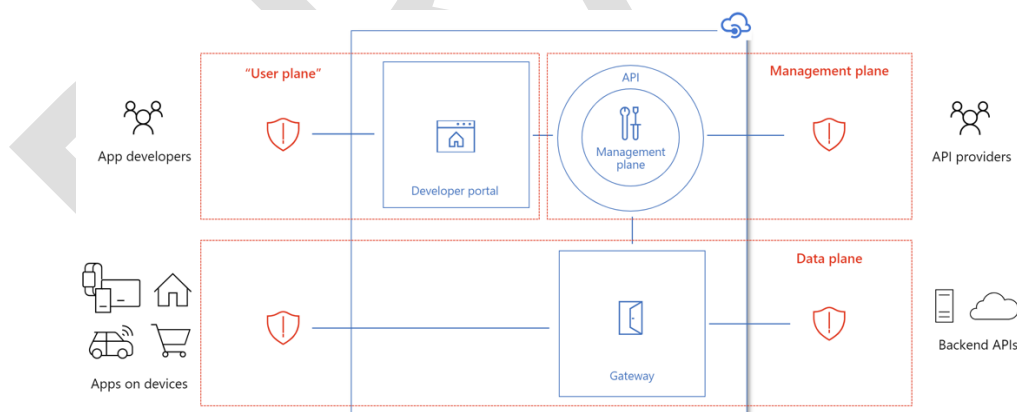 "User plane"
API
Management plane
App developers
Management
plane
API providers
Developer portal
Data plane
Gateway
Backend APIs
Apps on devices